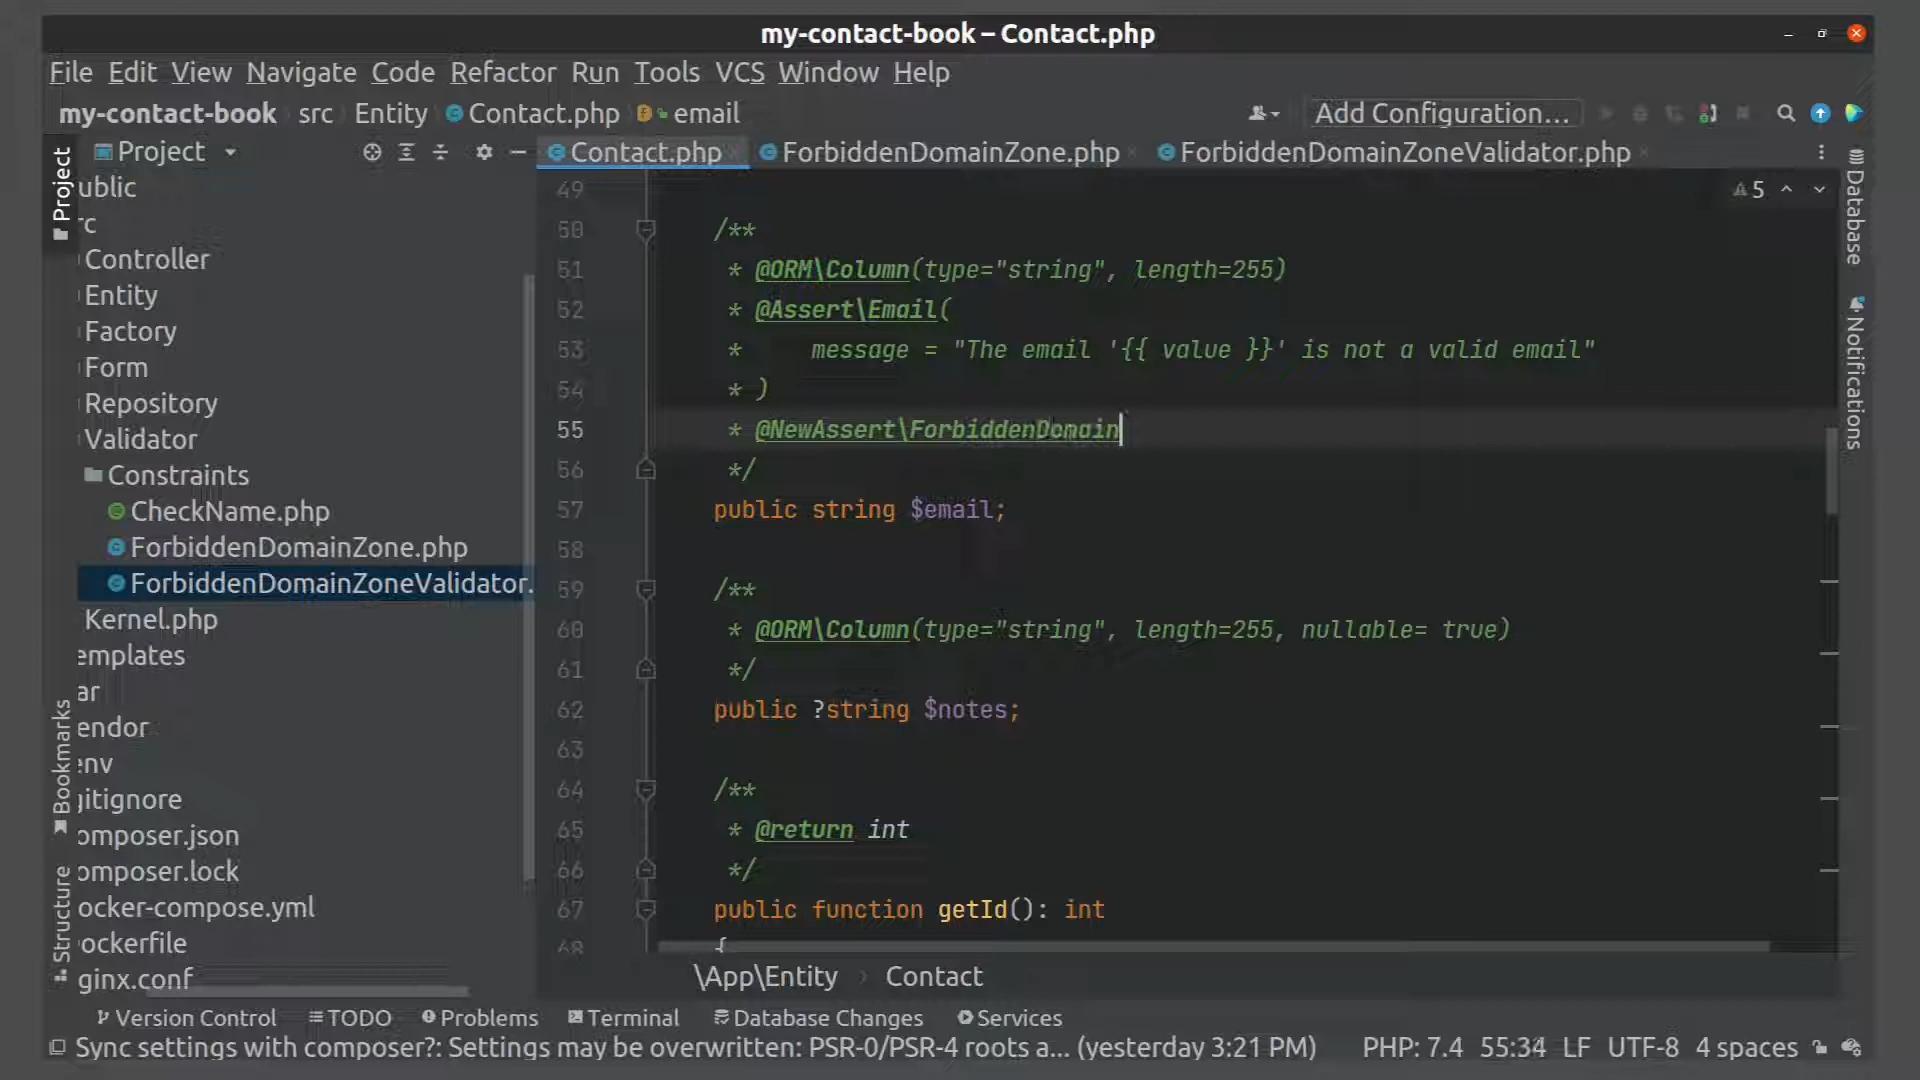 my-contact-book – Contact.php
File Edit View Navigate Code Refactor Run Tools VCS Window Help
my-contact-book src Entity Contact.php email
Add Configuration...
Project
Project
Contact.php
ForbiddenDomainZone.php
ForbiddenDomainZoneValidator.php
Database
Notifications
Bookmarks
Structure
ublic
rc
Controller
Entity
Factory
Form
Repository
Validator
Constraints
CheckName.php
ForbiddenDomainZone.php
ForbiddenDomainZoneValidator.
Kernel.php
emplates
ar
endor
env
gitignore
omposer.json
omposer.lock
ocker-compose.yml
ockerfile
ginx.conf
5
49
50 /**
51 * @ORM\Column(type="string", length=255)
52 * @Assert\Email(
53 * message = "The email '{{ value }}' is not a valid email"
54 * )
55 * @NewAssert\ForbiddenDomain
56 */
57 public string $email;
58
59 /**
60 * @ORM\Column(type="string", length=255, nullable= true)
61 */
62 public ?string $notes;
63
64 /**
65 * @return int
66 */
67 public function getId(): int
68 {
\App\Entity Contact
Version Control TODO Problems Terminal Database Changes Services
Sync settings with composer?: Settings may be overwritten: PSR-0/PSR-4 roots a... (yesterday 3:21 PM) PHP: 7.4 55:34 LF UTF-8 4 spaces